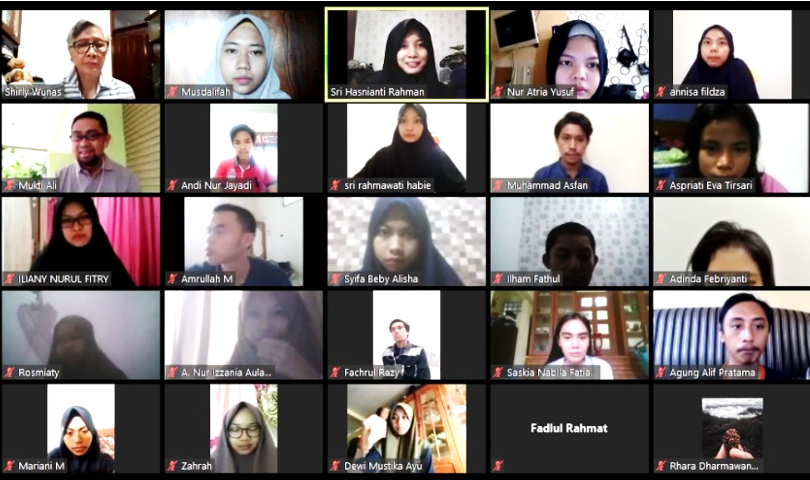 Shirly Wunas
Musdalifah
Sri Hasnianti Rahman
Nur Atria Yusuf
annisa fildza
Mukti Ali
Andi Nur Jayadi
sri rahmawati habie
Muhammad Asfan
Aspriati Eva Tirsari
ILIANY NURUL FITRY
Amrullah M
Syifa Beby Alisha
Ilham Fathul
Adinda Febriyanti
Rosmiaty
A. Nur Izzania Aula...
Fachrul Razy
Saskia Nabila Fatia...
Agung Alif Pratama
Mariani M
Zahrah
Dewi Mustika Ayu
Fadlul Rahmat
Rhara Dharmawan...